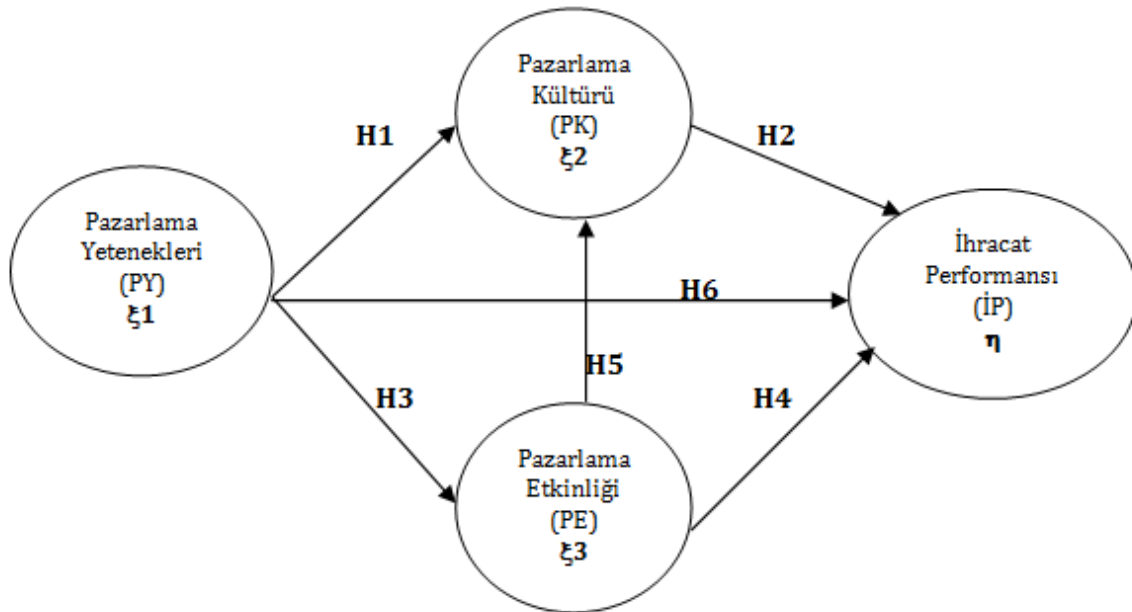 Pazarlama
Kültürü
(PK)
ξ2
H1
H2
Pazarlama
Yetenekleri
(PY)
ξ1
İhracat
Performansı
(İP)
η
H6
H5
H3
H4
Pazarlama
Etkinliği
(PE)
ξ3